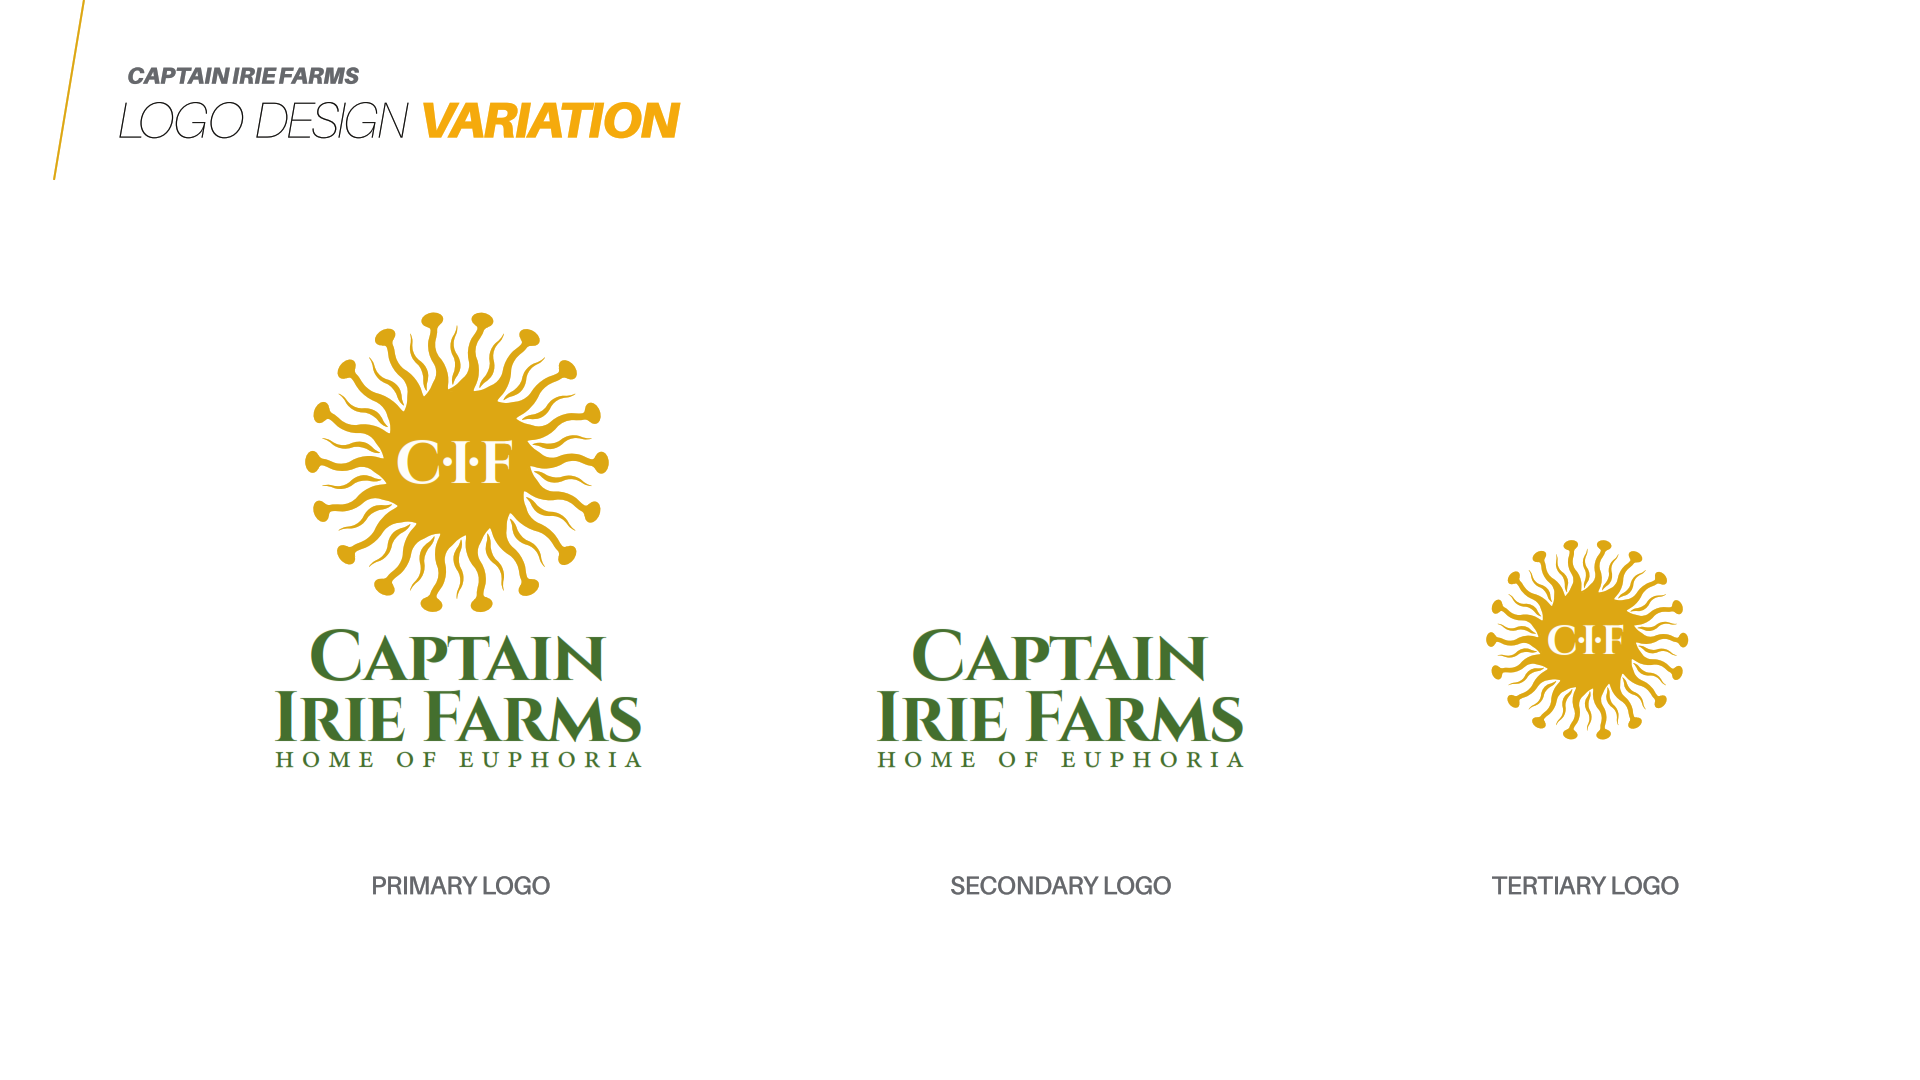 CAPTAIN IRIE FARMS
LOGO DESIGN VARIATION
C·I·F
CAPTAIN
IRIE FARMS
HOME OF EUPHORIA
PRIMARY LOGO
CAPTAIN
IRIE FARMS
HOME OF EUPHORIA
SECONDARY LOGO
C·I·F
TERTIARY LOGO